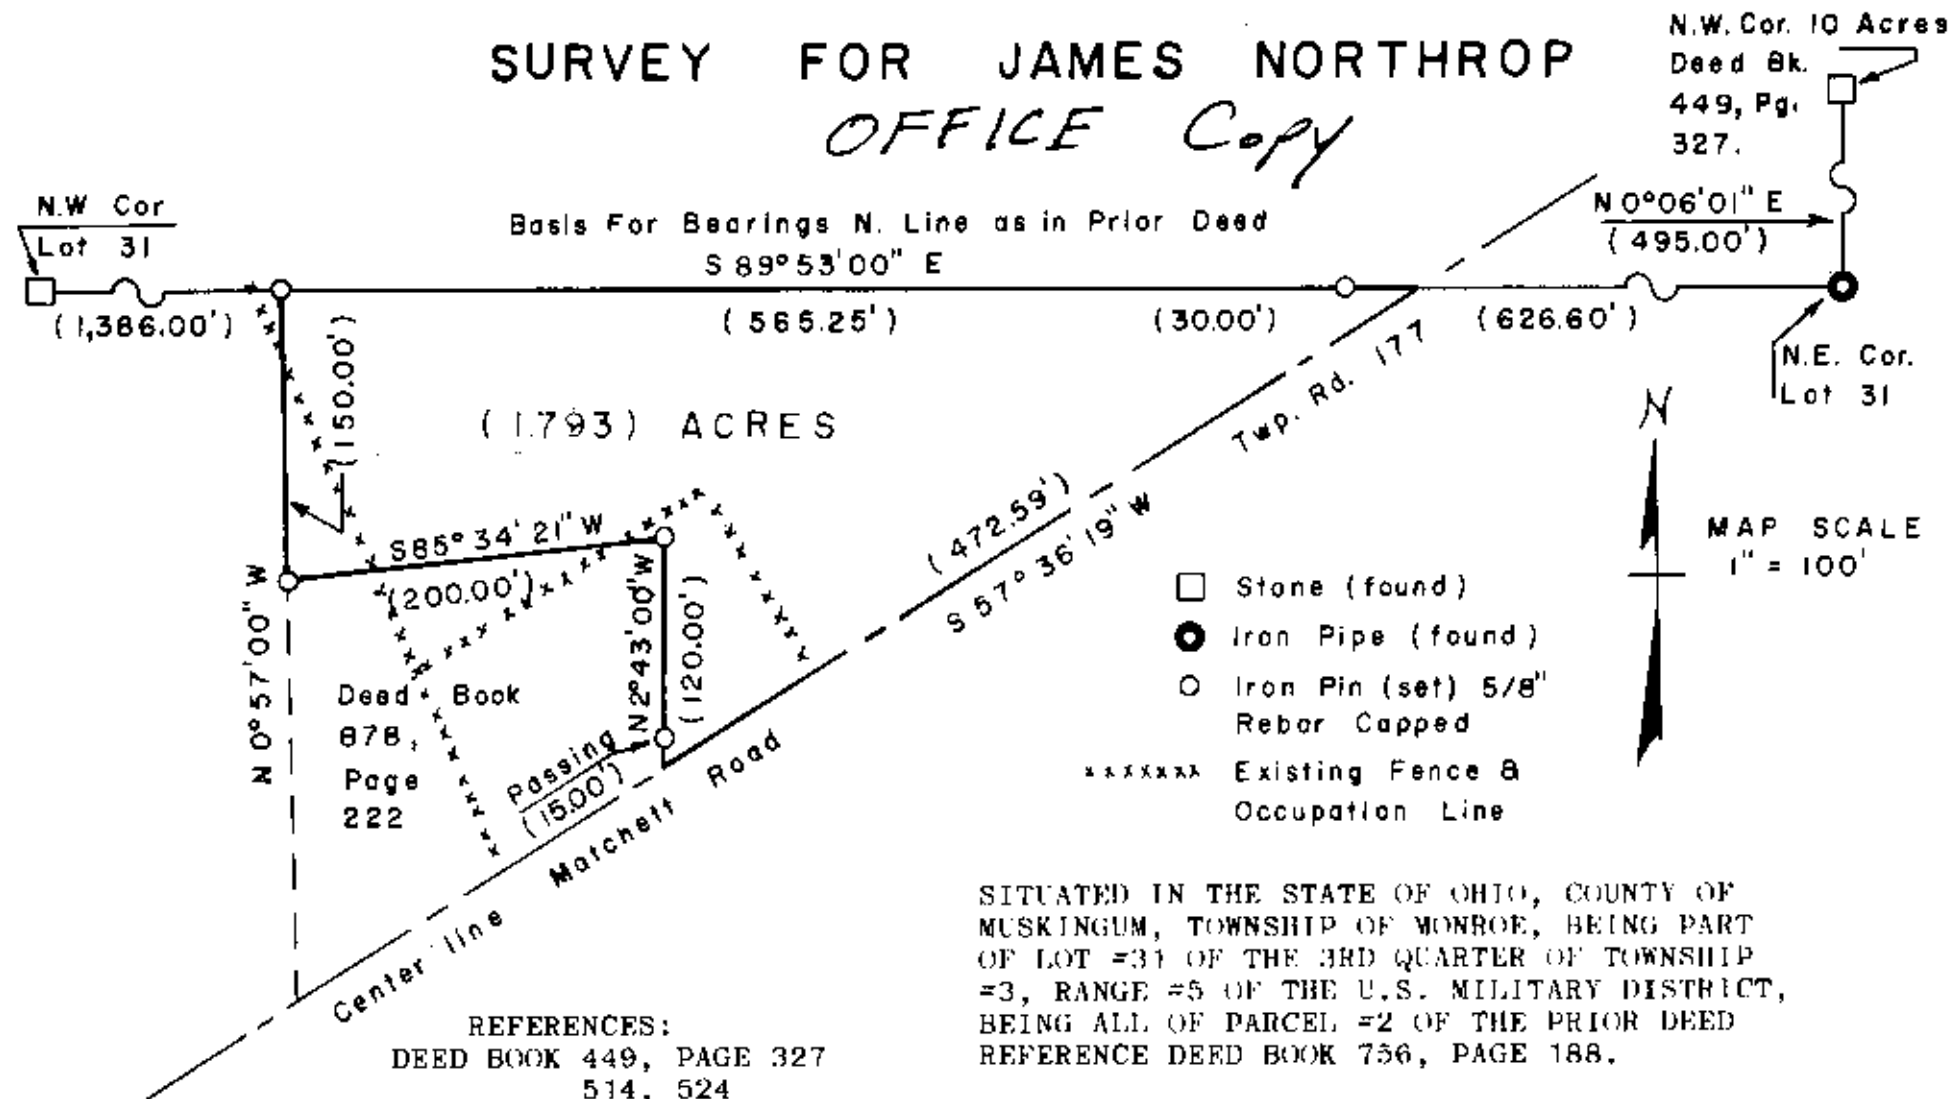 SURVEY FOR JAMES NORTHROP
OFFICE Copy
N.W. Cor. 10 Acres
Deed Bk.
449, Pg.
327.
N.W Cor
Lot 31
Basis For Bearings N. Line as in Prior Deed
S 89°53'00" E
N 0°06'01" E
(495.00')
(1,386.00')
(565.25')
(30.00')
(626.60')
N.E. Cor.
Lot 31
(150.00')
(1.793) ACRES
Twp. Rd. 177
N
(472.59')
S 57°36'19" W
MAP SCALE
1" = 100'
S85°34'21" W
(200.00')
N 0°57'00" W
N2°43'00"W
(120.00')
Stone (found)
Iron Pipe (found)
Iron Pin (set) 5/8"
Rebar Capped
xxxxxxx Existing Fence &
Occupation Line
Deed Book
878,
Page
222
Passing
(15.00')
Center line Matchett Road
SITUATED IN THE STATE OF OHIO, COUNTY OF
MUSKINGUM, TOWNSHIP OF MONROE, BEING PART
OF LOT #31 OF THE 3RD QUARTER OF TOWNSHIP
#3, RANGE #5 OF THE U.S. MILITARY DISTRICT,
BEING ALL OF PARCEL #2 OF THE PRIOR DEED
REFERENCE DEED BOOK 756, PAGE 188.
REFERENCES:
DEED BOOK 449, PAGE 327
514, 524